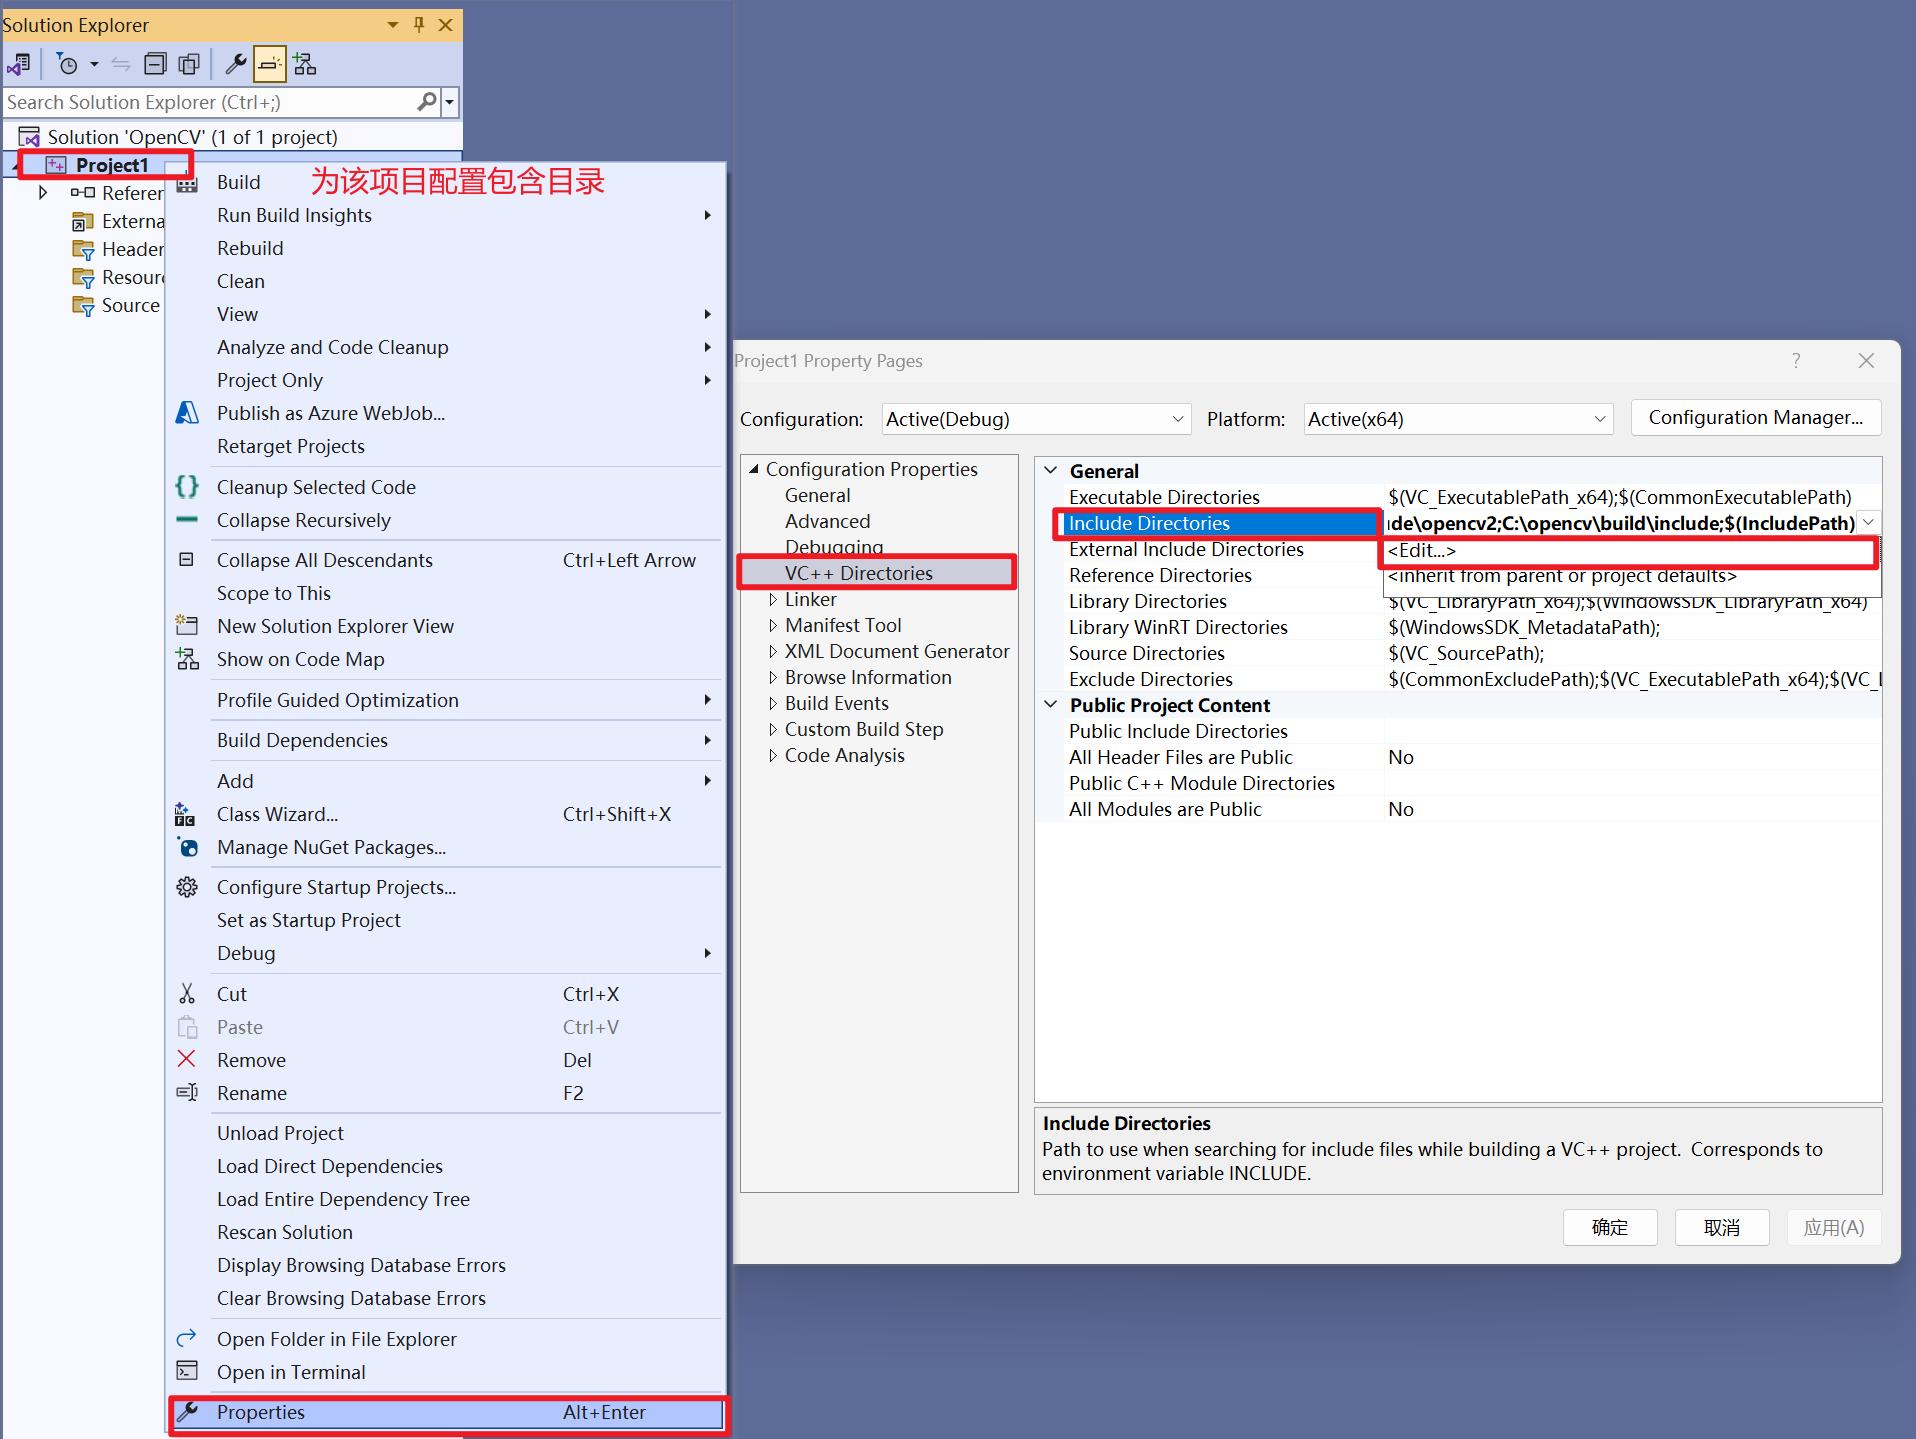 Solution Explorer
Search Solution Explorer (Ctrl+;)
Solution 'OpenCV' (1 of 1 project)
Project1
Referen
Externa
Header
Resour
Source
为该项目配置包含目录
Build
Run Build Insights
Rebuild
Clean
View
Analyze and Code Cleanup
Project Only
Publish as Azure WebJob...
Retarget Projects
Cleanup Selected Code
Collapse Recursively
Collapse All Descendants Ctrl+Left Arrow
Scope to This
New Solution Explorer View
Show on Code Map
Profile Guided Optimization
Build Dependencies
Add
Class Wizard... Ctrl+Shift+X
Manage NuGet Packages...
Configure Startup Projects...
Set as Startup Project
Debug
Cut Ctrl+X
Paste Ctrl+V
Remove Del
Rename F2
Unload Project
Load Direct Dependencies
Load Entire Dependency Tree
Rescan Solution
Display Browsing Database Errors
Clear Browsing Database Errors
Open Folder in File Explorer
Open in Terminal
Properties Alt+Enter
Project1 Property Pages
?
Configuration: Active(Debug) Platform: Active(x64) Configuration Manager...
Configuration Properties
General
Advanced
Debugging
VC++ Directories
Linker
Manifest Tool
XML Document Generator
Browse Information
Build Events
Custom Build Step
Code Analysis
General
Executable Directories $(VC_ExecutablePath_x64);$(CommonExecutablePath)
Include Directories de\opencv2;C:\opencv\build\include;$(IncludePath)
<Edit...>
External Include Directories
Reference Directories <inherit from parent or project defaults>
Library Directories $(VC_LibraryPath_x64);$(WindowsSDK_LibraryPath_x64)
Library WinRT Directories $(WindowsSDK_MetadataPath);
Source Directories $(VC_SourcePath);
Exclude Directories $(CommonExcludePath);$(VC_ExecutablePath_x64);$(VC_L
Public Project Content
Public Include Directories
All Header Files are Public No
Public C++ Module Directories
All Modules are Public No
Include Directories
Path to use when searching for include files while building a VC++ project. Corresponds to
environment variable INCLUDE.
确定 取消 应用(A)